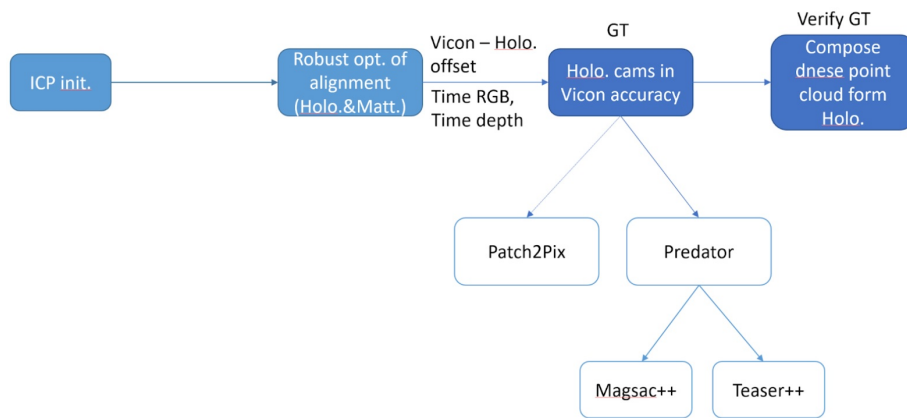 ICP init.
Robust opt. of
alignment
(Holo.&Matt.)
Vicon – Holo.
offset
Time RGB,
Time depth
GT
Holo. cams in
Vicon accuracy
Verify GT
Compose
dnese point
cloud form
Holo.
Patch2Pix
Predator
Magsac++
Teaser++